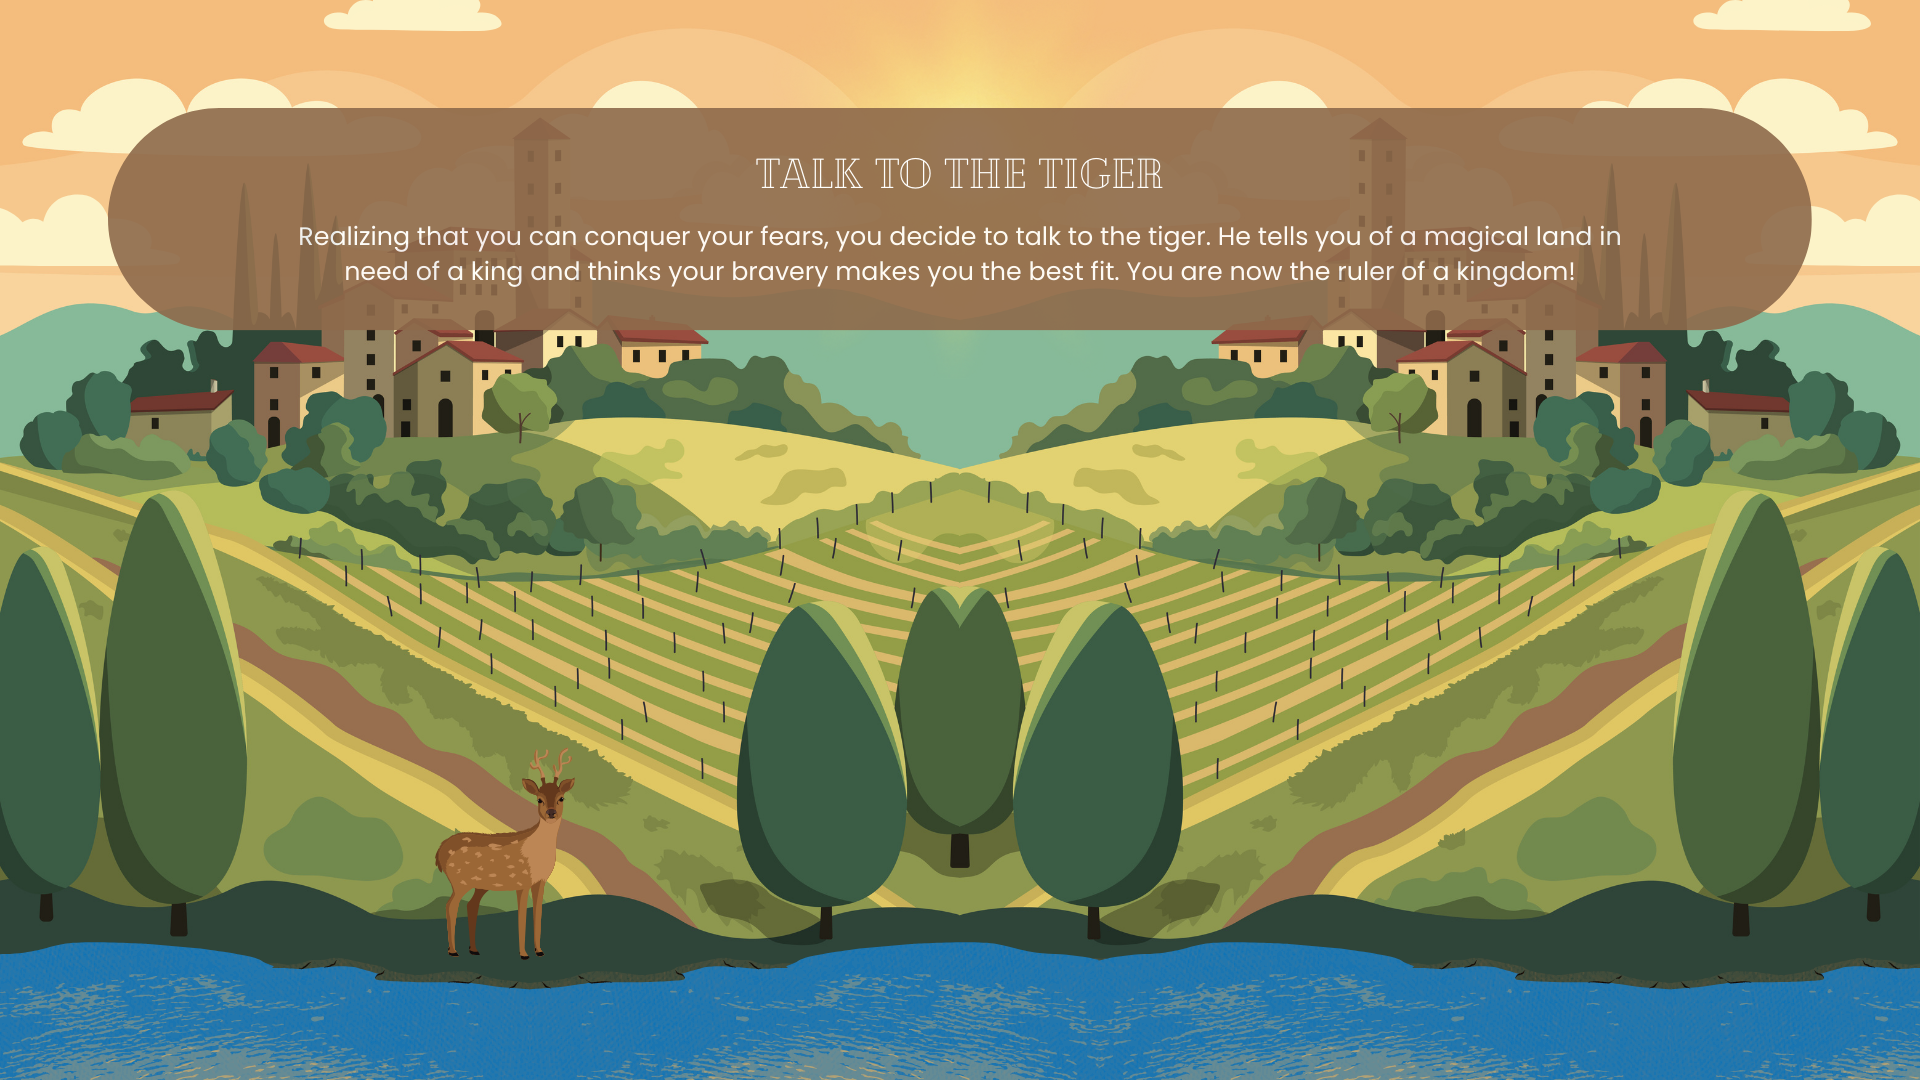 TALK TO THE TIGER
Realizing that you can conquer your fears, you decide to talk to the tiger. He tells you of a magical land in
need of a king and thinks your bravery makes you the best fit. You are now the ruler of a kingdom!